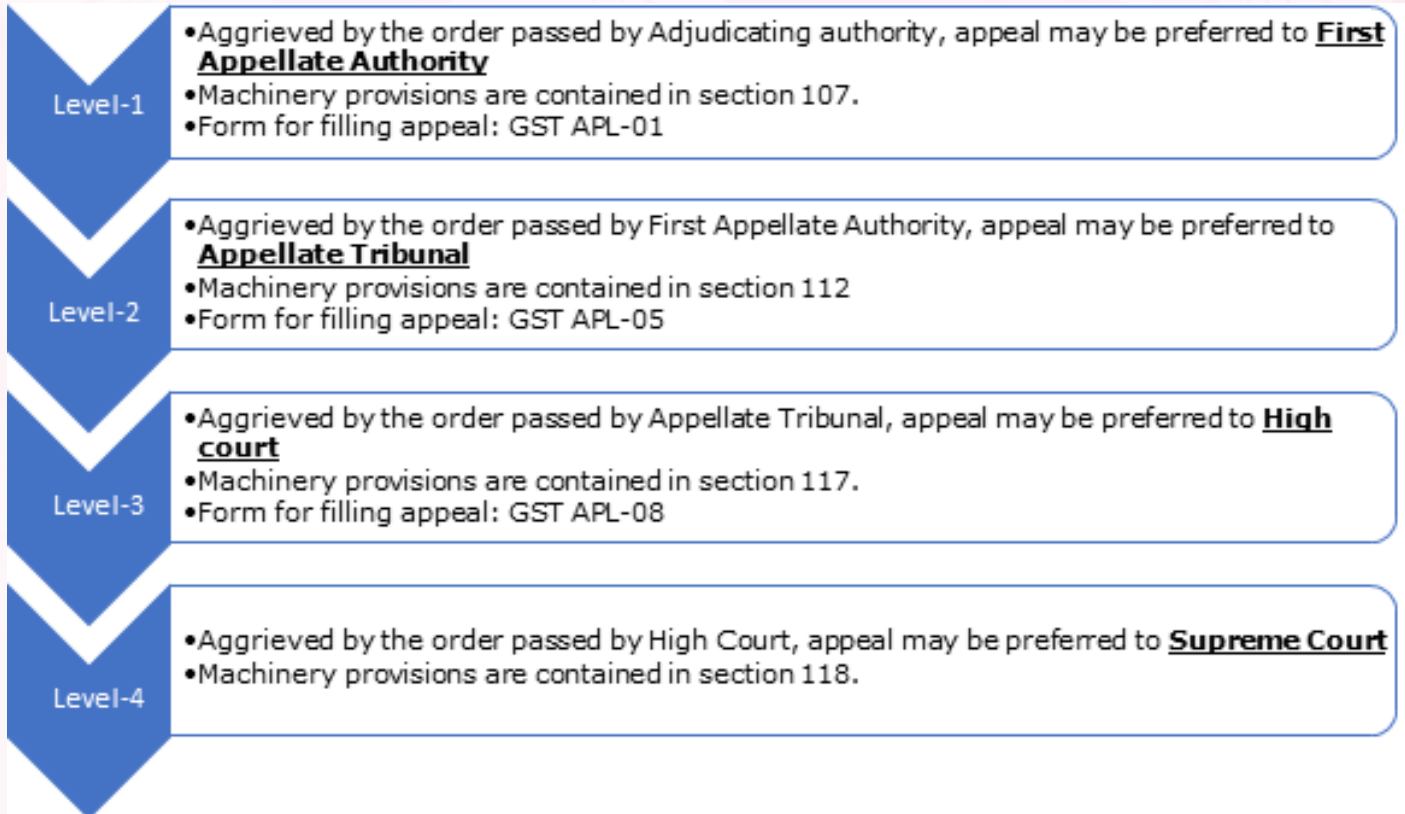 Level-1
•Aggrieved by the order passed by Adjudicating authority, appeal may be preferred to First
Appellate Authority
•Machinery provisions are contained in section 107.
•Form for filling appeal: GST APL-01
Level-2
•Aggrieved by the order passed by First Appellate Authority, appeal may be preferred to
Appellate Tribunal
•Machinery provisions are contained in section 112
•Form for filling appeal: GST APL-05
Level-3
•Aggrieved by the order passed by Appellate Tribunal, appeal may be preferred to High
court
•Machinery provisions are contained in section 117.
•Form for filling appeal: GST APL-08
Level-4
•Aggrieved by the order passed by High Court, appeal may be preferred to Supreme Court
•Machinery provisions are contained in section 118.